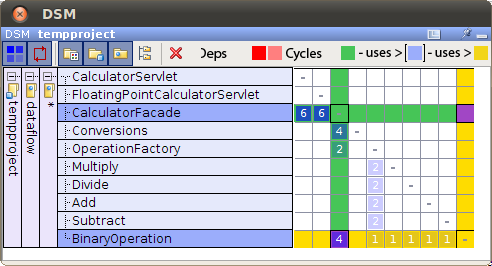 DSM
DSM tempproject
Deps Cycles - uses > [ ] - uses >
tempproject
dataflow
*
CalculatorServlet -
FloatingPointCalculatorServlet -
CalculatorFacade 6 6
Conversions 4 -
OperationFactory 2 -
Multiply 2 -
Divide 2 -
Add 2 -
Subtract 2 -
BinaryOperation 4 1 1 1 1 1 -